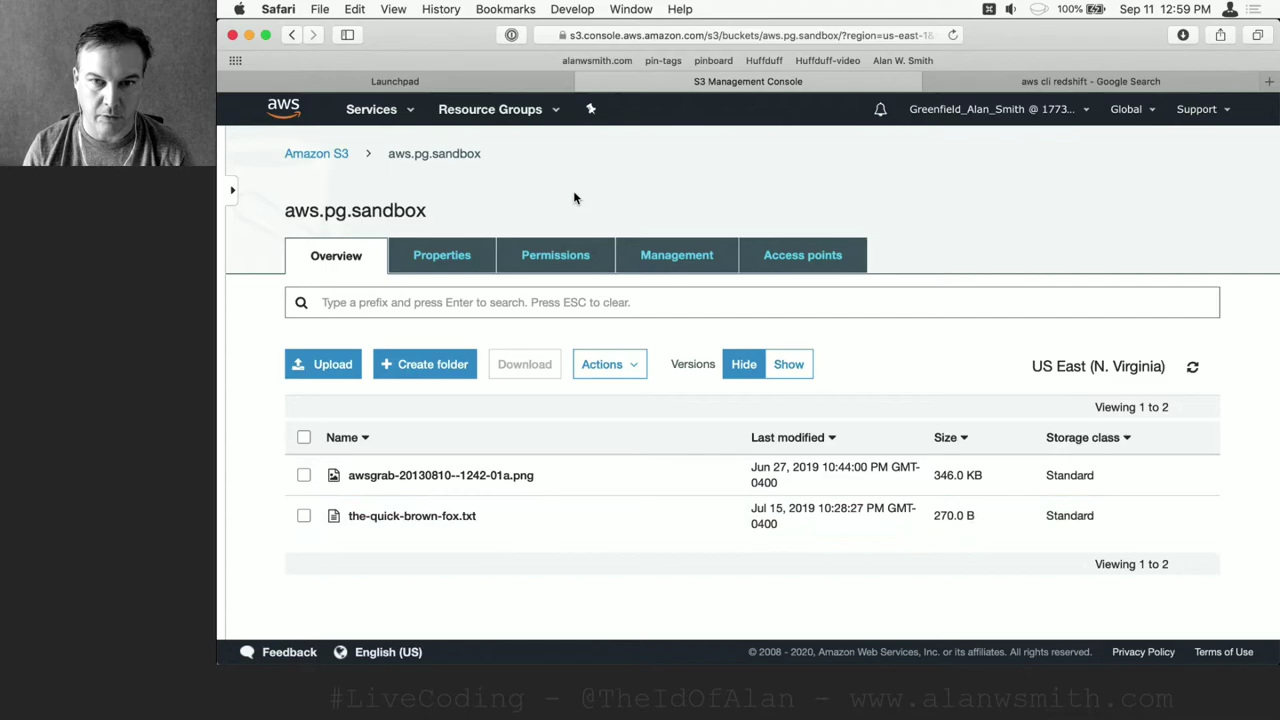 Safari File Edit View History Bookmarks Develop Window Help 100% Sep 11 12:59 PM
s3.console.aws.amazon.com/s3/buckets/aws.pg.sandbox/?region=us-east-1&
alanwsmith.com pin-tags pinboard Huffduff Huffduff-video Alan W. Smith
Launchpad S3 Management Console aws cli redshift - Google Search
aws Services Resource Groups Greenfield_Alan_Smith @ 1773... Global Support
Amazon S3 > aws.pg.sandbox
aws.pg.sandbox
Overview Properties Permissions Management Access points
Type a prefix and press Enter to search. Press ESC to clear.
Upload + Create folder Download Actions Versions Hide Show US East (N. Virginia)
Viewing 1 to 2
Name Last modified Size Storage class
awsgrab-20130810--1242-01a.png Jun 27, 2019 10:44:00 PM GMT-0400 346.0 KB Standard
the-quick-brown-fox.txt Jul 15, 2019 10:28:27 PM GMT-0400 270.0 B Standard
Viewing 1 to 2
Feedback English (US) © 2008 - 2020, Amazon Web Services, Inc. or its affiliates. All rights reserved. Privacy Policy Terms of Use
#LiveCoding - @TheIdOfAlan - www.alanwsmith.com